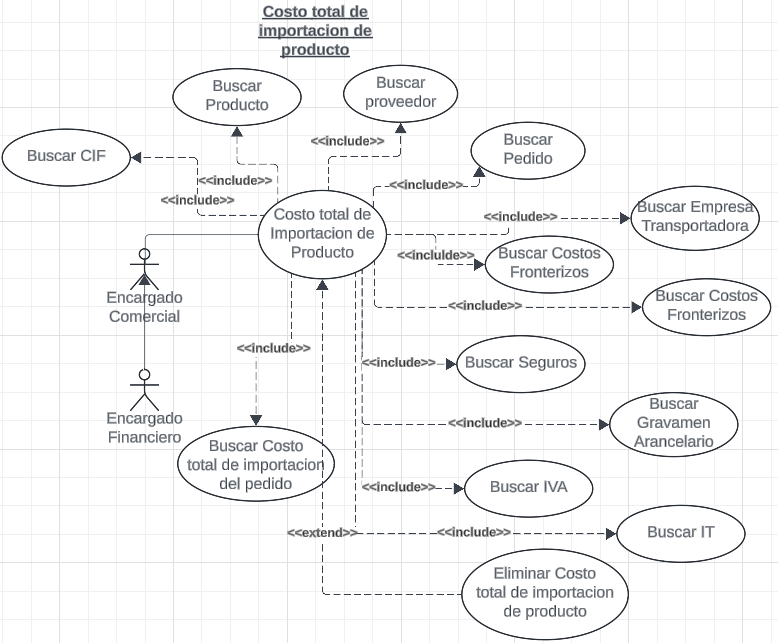 Costo total de
importacion de
producto
Buscar
Producto
Buscar
proveedor
<<include>>
Buscar
Pedido
Buscar CIF
<<include>>
<<include>>
<<include>>
Costo total de
Importacion de
Producto
<<include>>
Buscar Empresa
Transportadora
<<inclulde>>
Buscar Costos
Fronterizos
Encargado
Comercial
<<include>>
Buscar Costos
Fronterizos
<<include>>
<<include>>
Buscar Seguros
Encargado
Financiero
<<include>>
Buscar
Gravamen
Arancelario
Buscar Costo
total de importacion
del pedido
<<include>>
Buscar IVA
<<extend>>
<<include>>
Buscar IT
Eliminar Costo
total de importacion
de producto